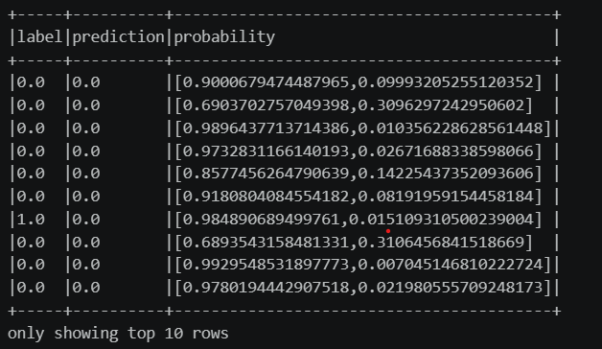 +-----+----------+----------------------------------------+
|label|prediction|probability                             |
+-----+----------+----------------------------------------+
|0.0  |0.0       |[0.9000679474487965,0.09993205255120352] |
|0.0  |0.0       |[0.6903702757049398,0.3096297242950602]  |
|0.0  |0.0       |[0.9896437713714386,0.010356228628561448]|
|0.0  |0.0       |[0.9732831166140193,0.02671688338598066] |
|0.0  |0.0       |[0.8577456264790639,0.14225437352093606] |
|0.0  |0.0       |[0.9180804084554182,0.08191959154458184] |
|1.0  |0.0       |[0.984890689499761,0.015109310500239004] |
|0.0  |0.0       |[0.6893543158481331,0.3106456841518669]  |
|0.0  |0.0       |[0.9929548531897773,0.007045146810222724]|
|0.0  |0.0       |[0.9780194442907518,0.021980555709248173]|
+-----+----------+----------------------------------------+
only showing top 10 rows